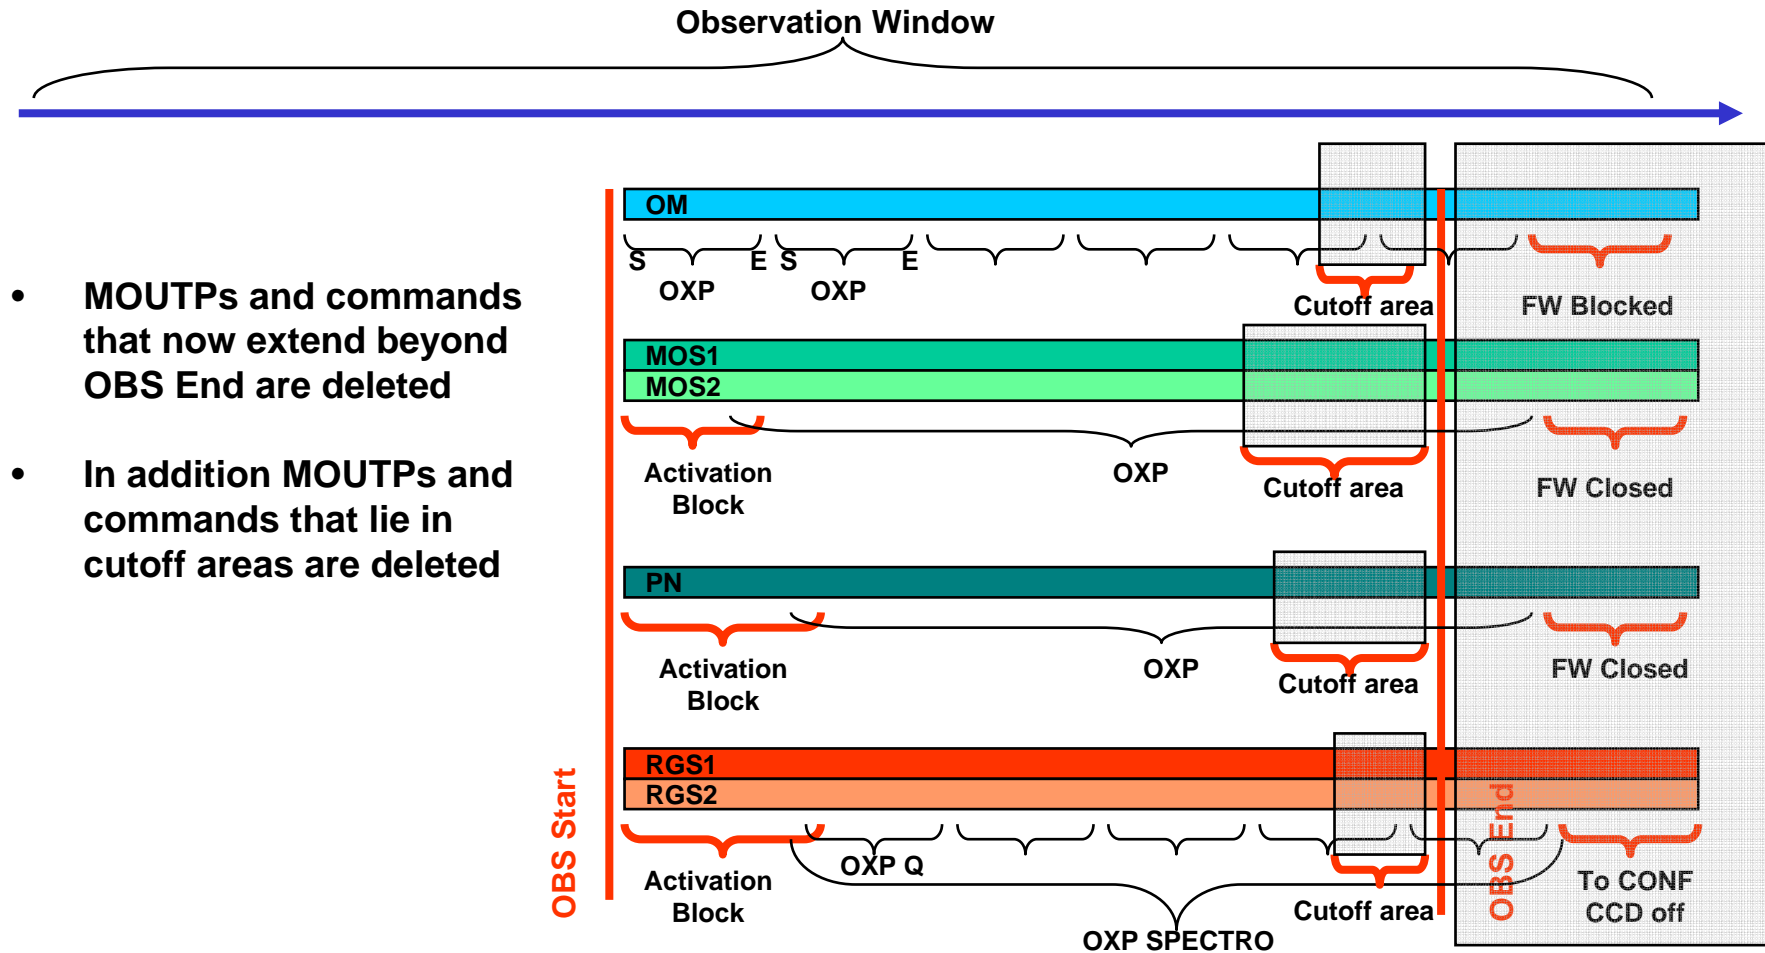 Observation Window
• MOUTPs and commands
that now extend beyond
OBS End are deleted
• In addition MOUTPs and
commands that lie in
cutoff areas are deleted
OBS Start
OM
S E S E
OXP OXP
Cutoff area
FW Blocked
MOS1
MOS2
Activation
Block
OXP
Cutoff area
FW Closed
PN
Activation
Block
OXP
Cutoff area
FW Closed
RGS1
RGS2
Activation
Block
OXP Q
OXP SPECTRO
Cutoff area
OBS End
To CONF
CCD off